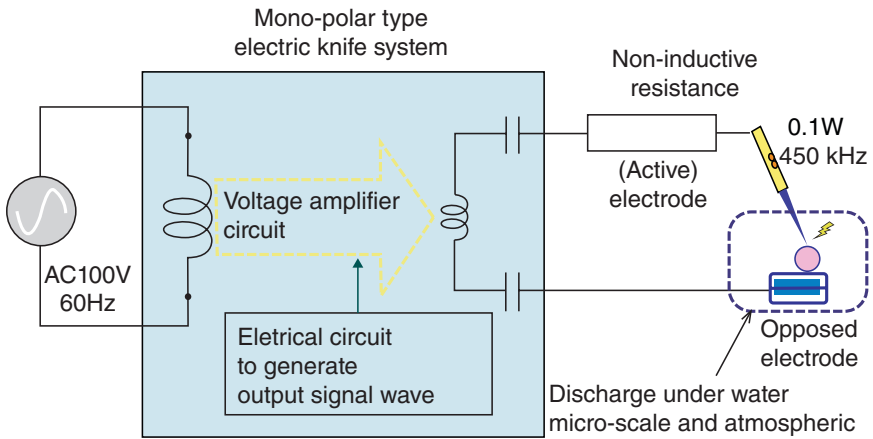 Mono-polar type
electric knife system
Non-inductive
resistance
0.1W
450 kHz
(Active)
electrode
Voltage amplifier
circuit
AC100V
60Hz
Eletrical circuit
to generate
output signal wave
Opposed
electrode
Discharge under water
micro-scale and atmospheric